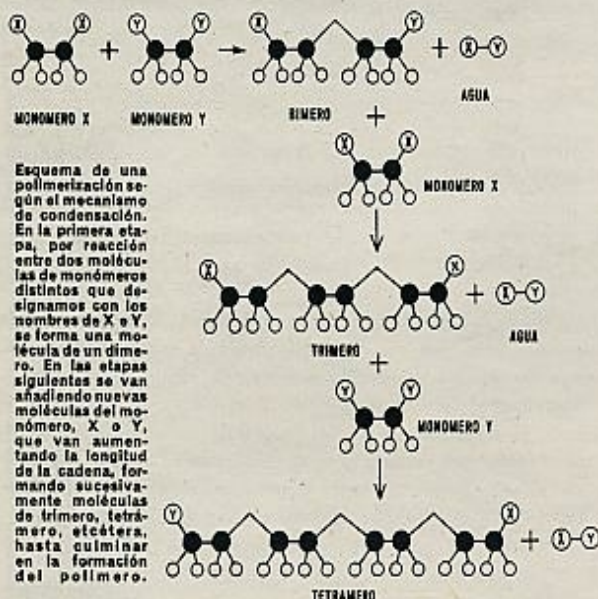 X X + Y Y → X Y + X-Y
MONOMERO X MONOMERO Y BIMERO AGUA
+
X X
MONOMERO X
Esquema de una
polimerización se-
gún el mecanismo
de condensación.
En la primera eta-
pa, por reacción
entre dos molécu-
las de monómeros
distintos que de-
signamos con los
nombres de X e Y,
se forma una mo-
lécula de un dime-
ro. En las etapas
siguientes se van
añadiendo nuevas
moléculas del mo-
nómero, X o Y,
que van aumen-
tando la longitud
de la cadena, for-
mando sucesiva-
mente moléculas
de trímero, tetrá-
mero, etcétera,
hasta culminar
en la formación
del polímero.
X X + X-Y
TRIMERO AGUA
+
Y Y
MONOMERO Y
Y X + X-Y
TETRAMERO